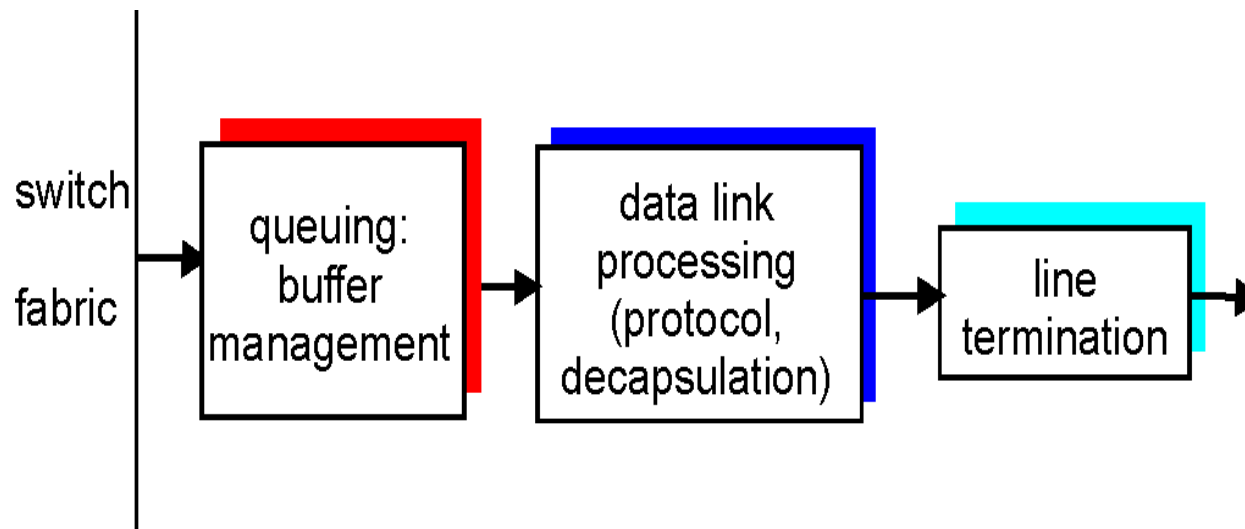 switch
fabric
queuing:
buffer
management
data link
processing
(protocol,
decapsulation)
line
termination